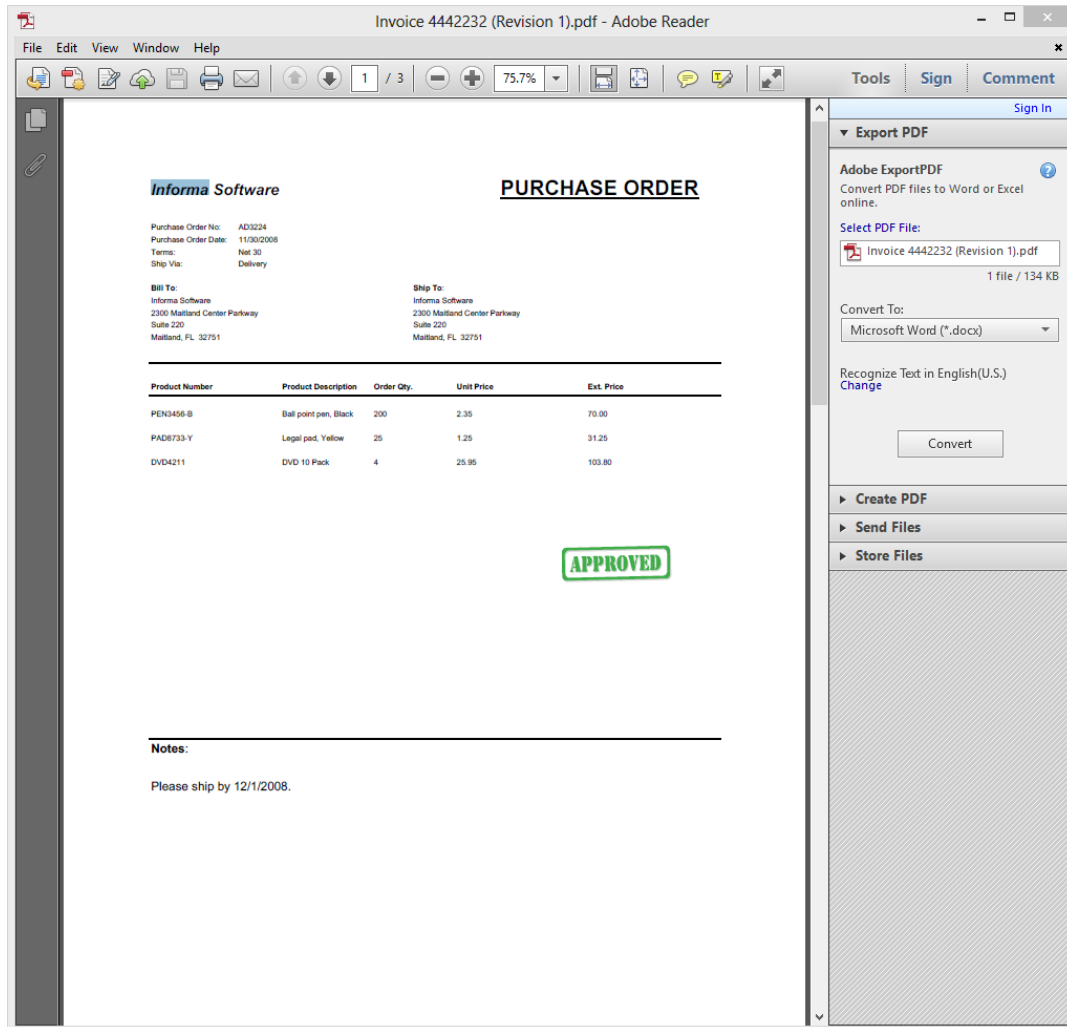 Invoice 4442232 (Revision 1).pdf - Adobe Reader
File Edit View Window Help
1 / 3 75.7% Tools Sign Comment
Sign In
Export PDF
Adobe ExportPDF
Convert PDF files to Word or Excel
online.
Select PDF File:
Invoice 4442232 (Revision 1).pdf
1 file / 134 KB
Convert To:
Microsoft Word (*.docx)
Recognize Text in English(U.S.)
Change
Convert
Create PDF
Send Files
Store Files
Informa Software PURCHASE ORDER
Purchase Order No: AD3224
Purchase Order Date: 11/30/2008
Terms: Net 30
Ship Via: Delivery
Bill To: Ship To:
Informa Software Informa Software
2300 Maitland Center Parkway 2300 Maitland Center Parkway
Suite 220 Suite 220
Maitland, FL 32751 Maitland, FL 32751
Product Number Product Description Order Qty. Unit Price Ext. Price
PEN3456-B Ball point pen, Black 200 2.35 70.00
PAD8733-Y Legal pad, Yellow 25 1.25 31.25
DVD4211 DVD 10 Pack 4 25.95 103.80
APPROVED
Notes:
Please ship by 12/1/2008.